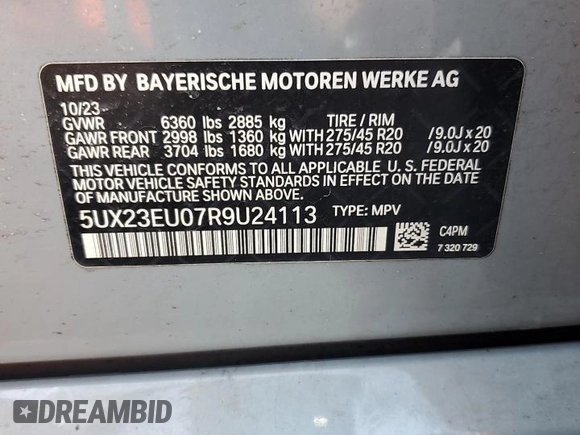 MFD BY BAYERISCHE MOTOREN WERKE AG
10/23
GVWR 6360 lbs 2885 kg TIRE / RIM
GAWR FRONT 2998 lbs 1360 kg WITH 275/45 R20 /9.0J x 20
GAWR REAR 3704 lbs 1680 kg WITH 275/45 R20 /9.0J x 20
THIS VEHICLE CONFORMS TO ALL APPLICABLE, U. S. FEDERAL
MOTOR VEHICLE SAFETY STANDARDS IN EFFECT ON THE DATE
OF MANUFACTURE SHOWN ABOVE.
5UX23EU07R9U24113 TYPE: MPV
C4PM
7 320 729
DREAMBID